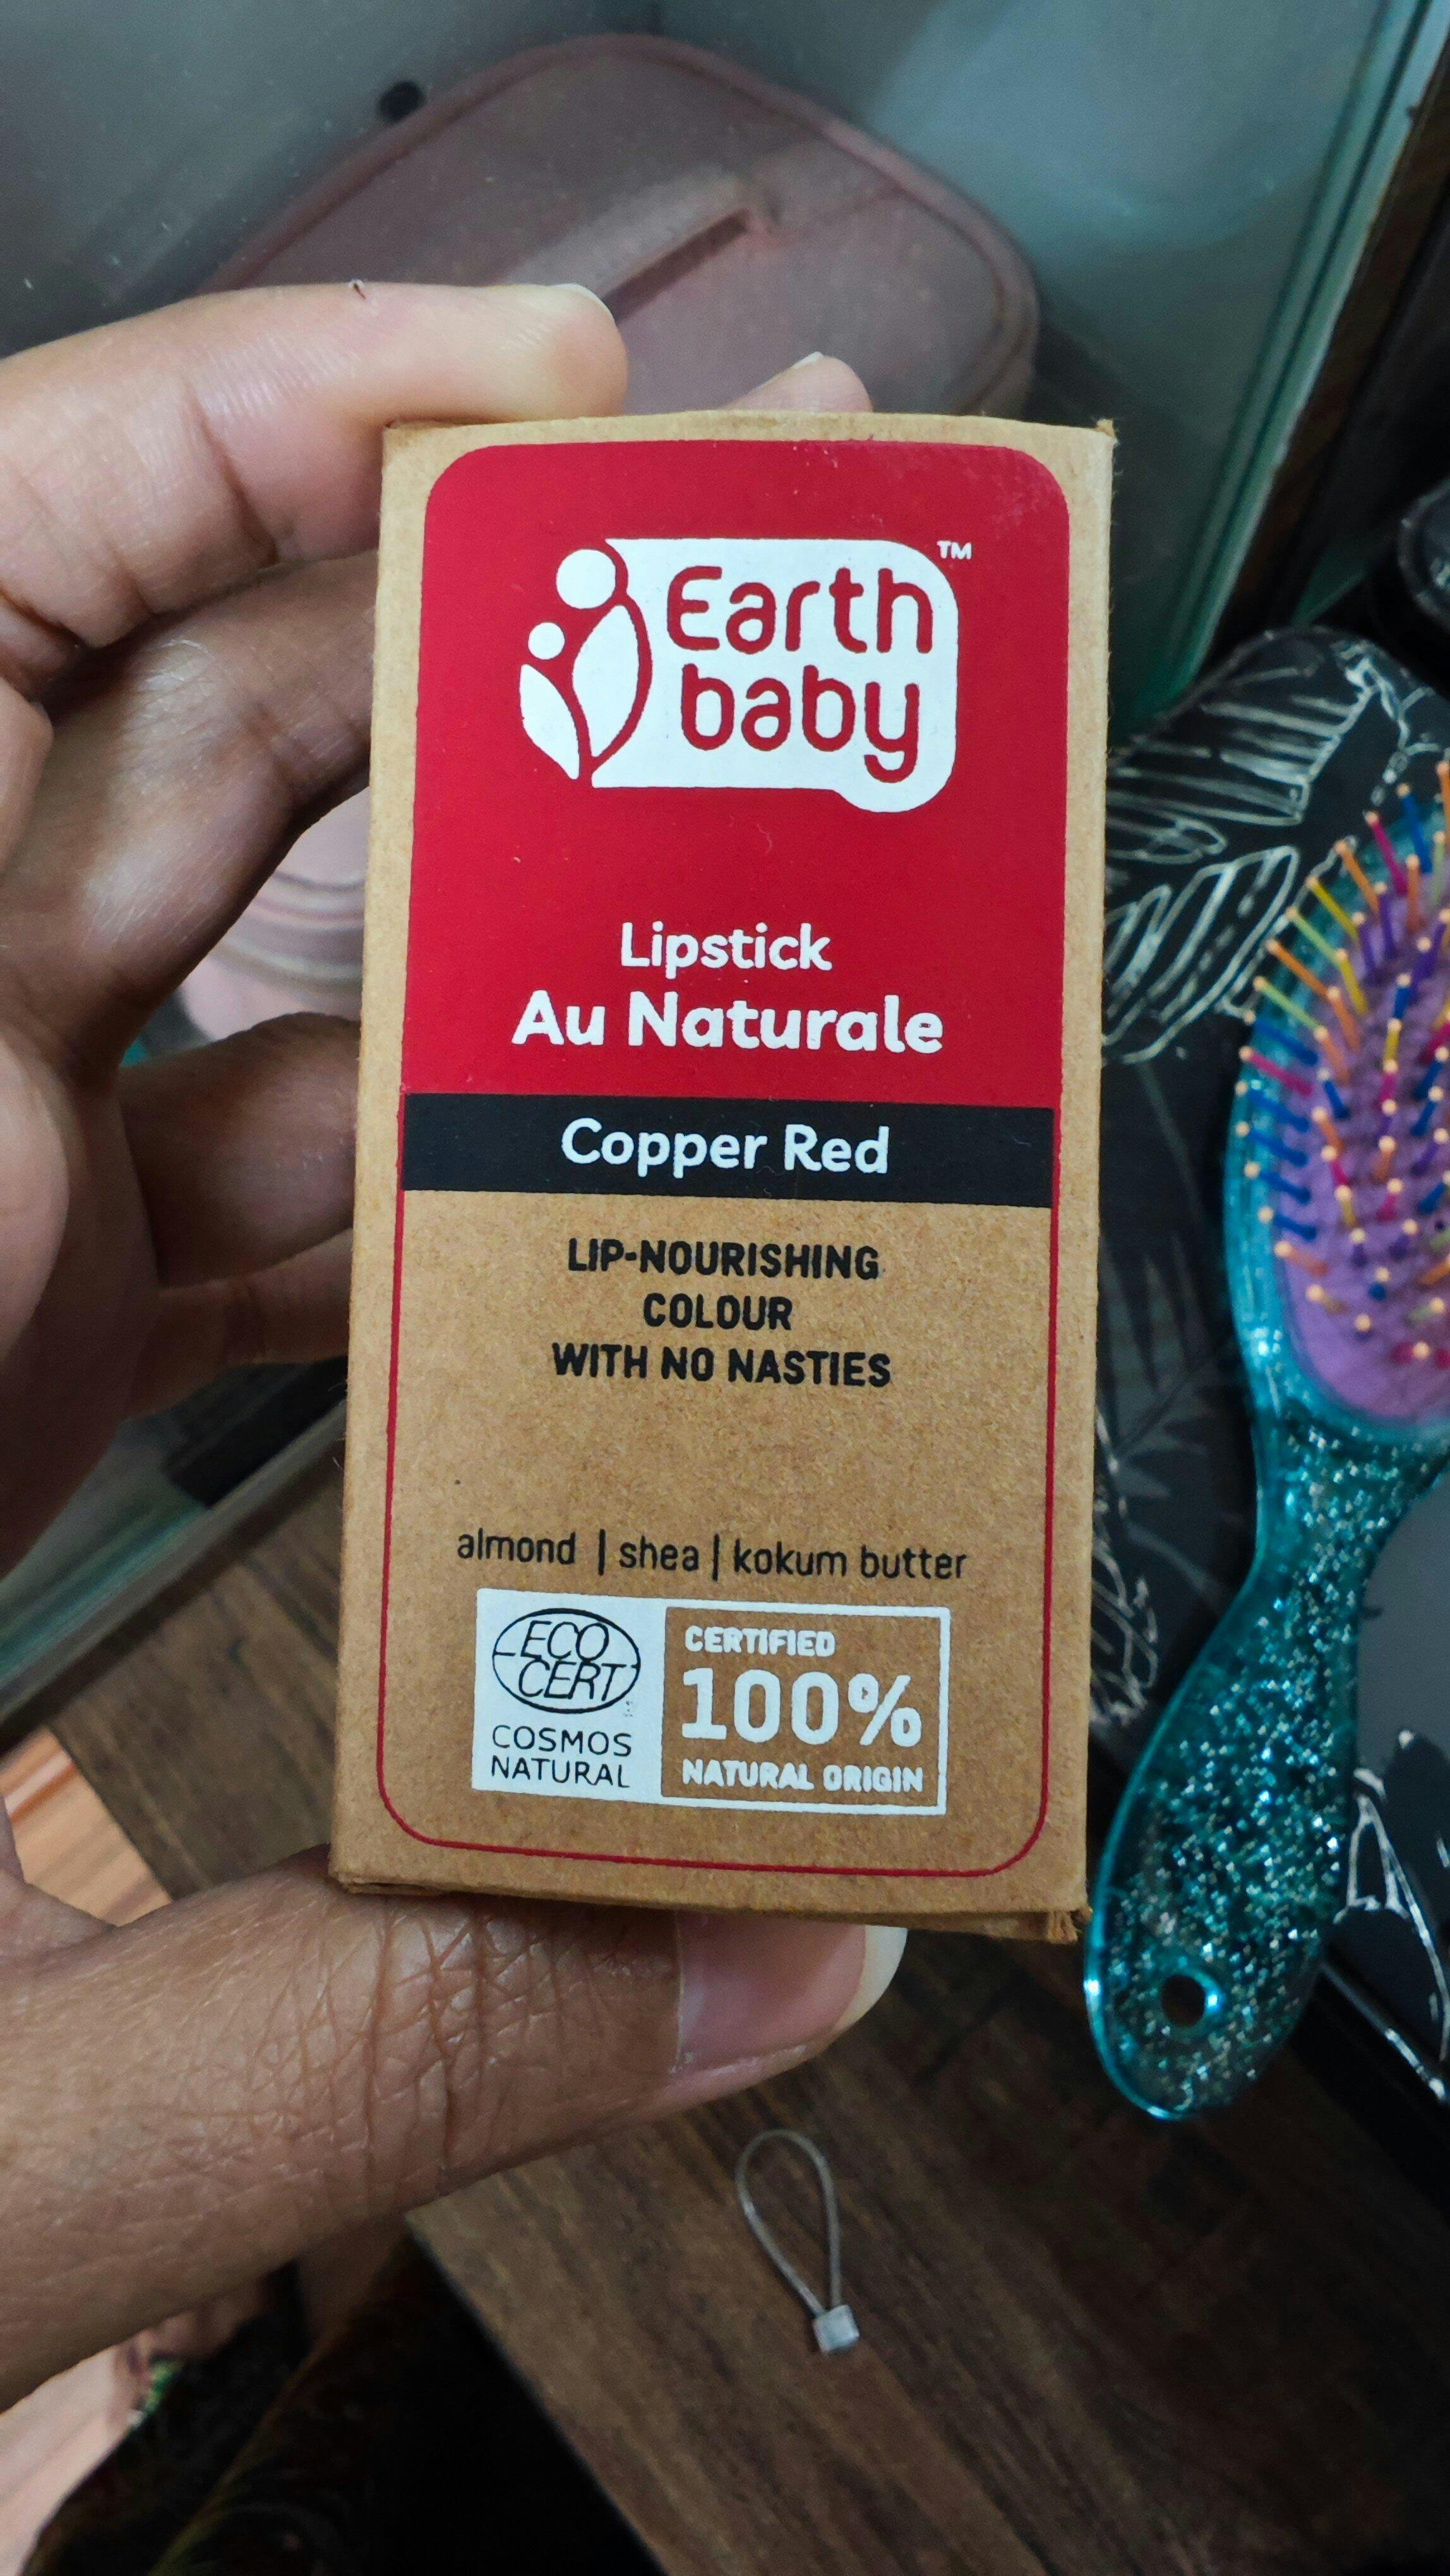 Earth
baby
TM
Lipstick
Au Naturale
Copper Red
LIP-NOURISHING
COLOUR
WITH NO NASTIES
almond | shea | kokum butter
ECO
CERT
COSMOS
NATURAL
CERTIFIED
100%
NATURAL ORIGIN